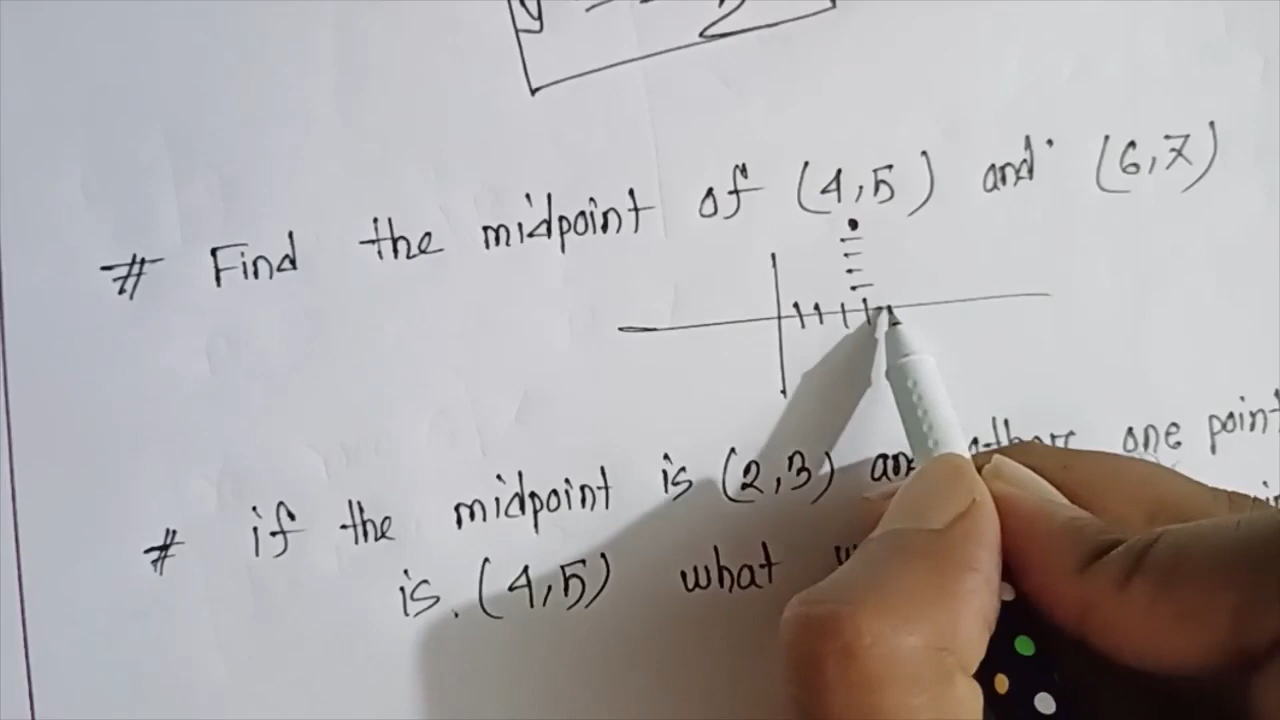 # Find the midpoint of (4,5) and (6,7)
# if the midpoint is (2,3) one point
is. (4,5) what